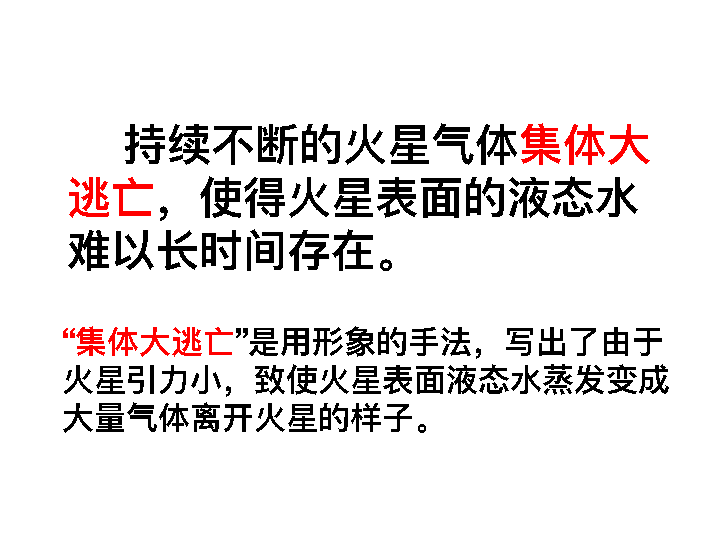 持续不断的火星气体集体大
逃亡，使得火星表面的液态水
难以长时间存在。
“集体大逃亡”是用形象的手法，写出了由于
火星引力小，致使火星表面液态水蒸发变成
大量气体离开火星的样子。